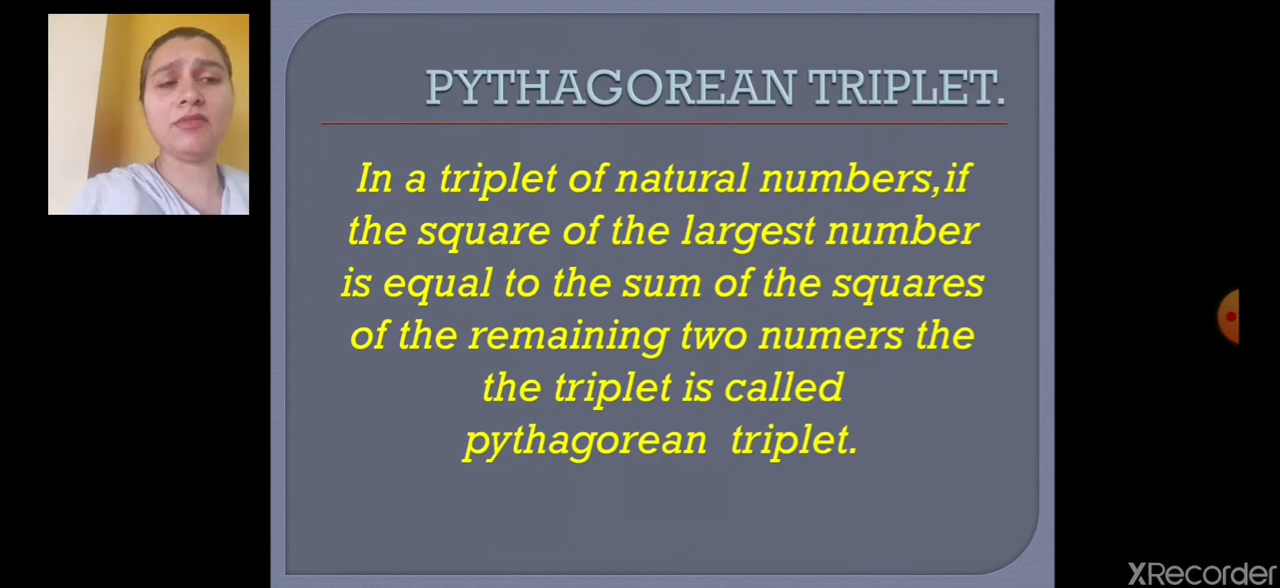 PYTHAGOREAN TRIPLET.
In a triplet of natural numbers,if
the square of the largest number
is equal to the sum of the squares
of the remaining two numers the
the triplet is called
pythagorean triplet.
XRecorder